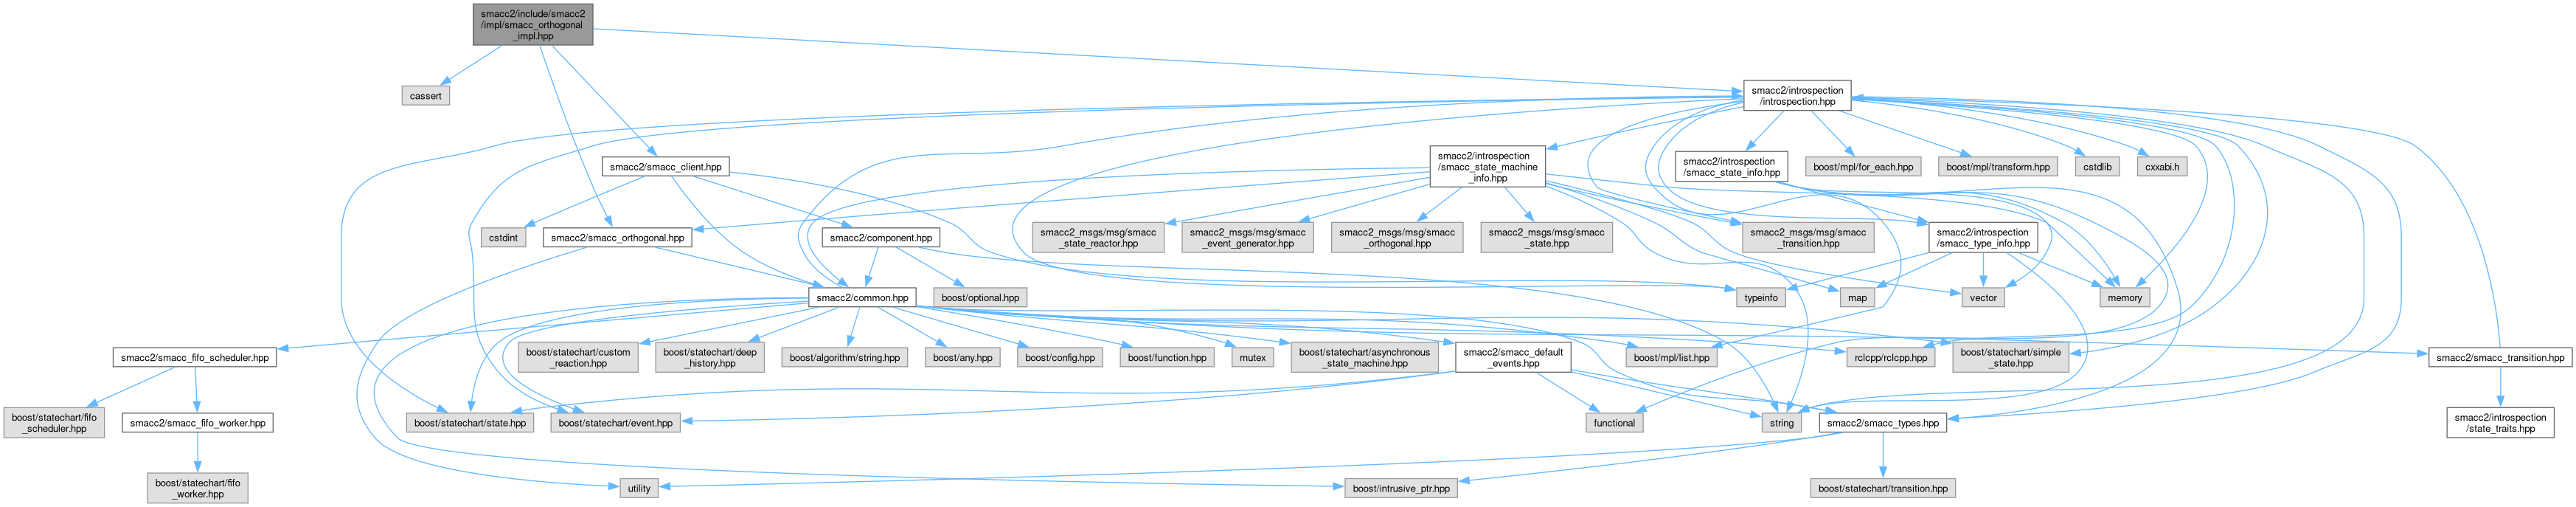 smacc2/include/smacc2
/impl/smacc_orthogonal
_impl.hpp
cassert
smacc2/introspection
/introspection.hpp
smacc2/smacc_client.hpp
smacc2/introspection
/smacc_state_machine
_info.hpp
smacc2/introspection
/smacc_state_info.hpp
boost/mpl/for_each.hpp
boost/mpl/transform.hpp
cstdlib
cxxabi.h
cstdint
smacc2/smacc_orthogonal.hpp
smacc2/component.hpp
smacc2_msgs/msg/smacc
_state_reactor.hpp
smacc2_msgs/msg/smacc
_event_generator.hpp
smacc2_msgs/msg/smacc
_orthogonal.hpp
smacc2_msgs/msg/smacc
_state.hpp
smacc2_msgs/msg/smacc
_transition.hpp
smacc2/introspection
/smacc_type_info.hpp
smacc2/common.hpp
boost/optional.hpp
typeinfo
map
vector
memory
smacc2/smacc_fifo_scheduler.hpp
boost/statechart/custom
_reaction.hpp
boost/statechart/deep
_history.hpp
boost/algorithm/string.hpp
boost/any.hpp
boost/config.hpp
boost/function.hpp
mutex
boost/statechart/asynchronous
_state_machine.hpp
smacc2/smacc_default
_events.hpp
boost/mpl/list.hpp
rclcpp/rclcpp.hpp
boost/statechart/simple
_state.hpp
smacc2/smacc_transition.hpp
boost/statechart/fifo
_scheduler.hpp
smacc2/smacc_fifo_worker.hpp
boost/statechart/state.hpp
boost/statechart/event.hpp
functional
string
smacc2/smacc_types.hpp
smacc2/introspection
/state_traits.hpp
boost/statechart/fifo
_worker.hpp
utility
boost/intrusive_ptr.hpp
boost/statechart/transition.hpp